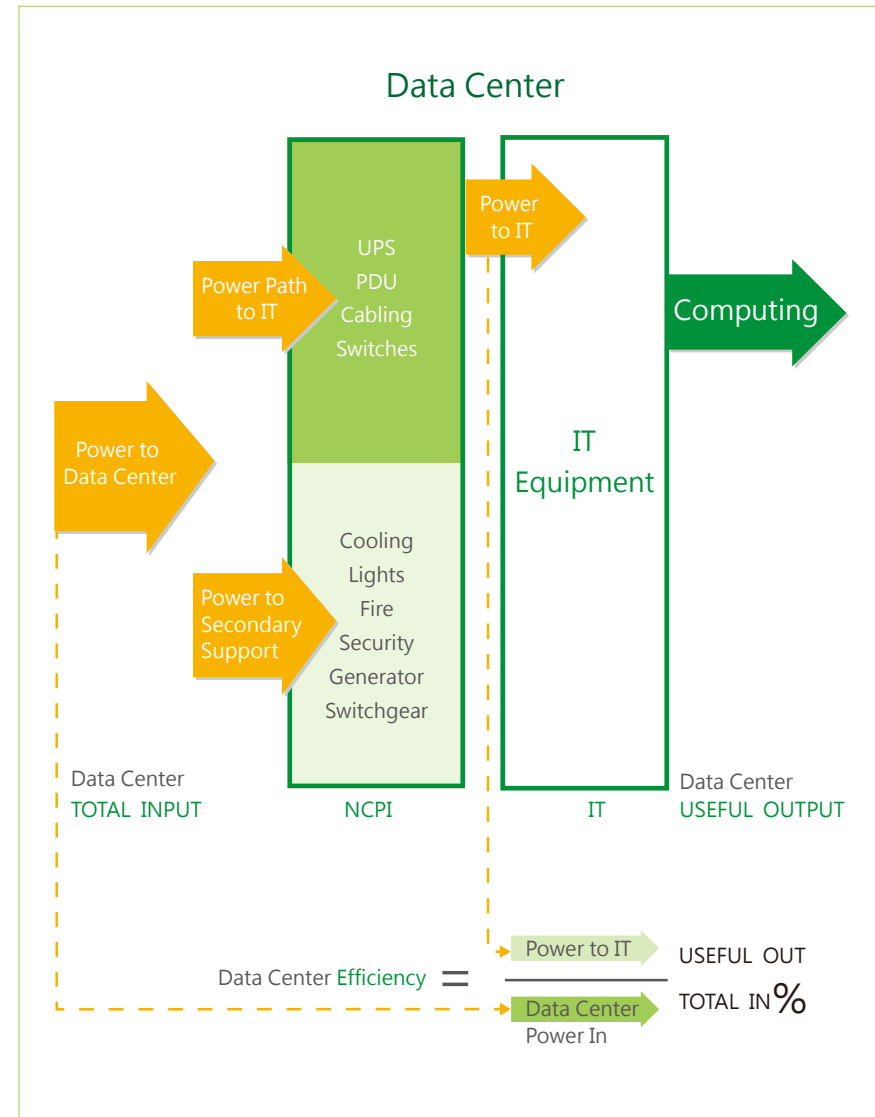 Data Center
UPS
PDU
Cabling
Switches
Power
to IT
Power Path
to IT
Computing
Power to
Data Center
IT
Equipment
Cooling
Lights
Fire
Security
Generator
Switchgear
Power to
Secondary
Support
Data Center
TOTAL INPUT
NCPI
IT
Data Center
USEFUL OUTPUT
Data Center Efficiency =
Power to IT
USEFUL OUT
Data Center
Power In
TOTAL IN %